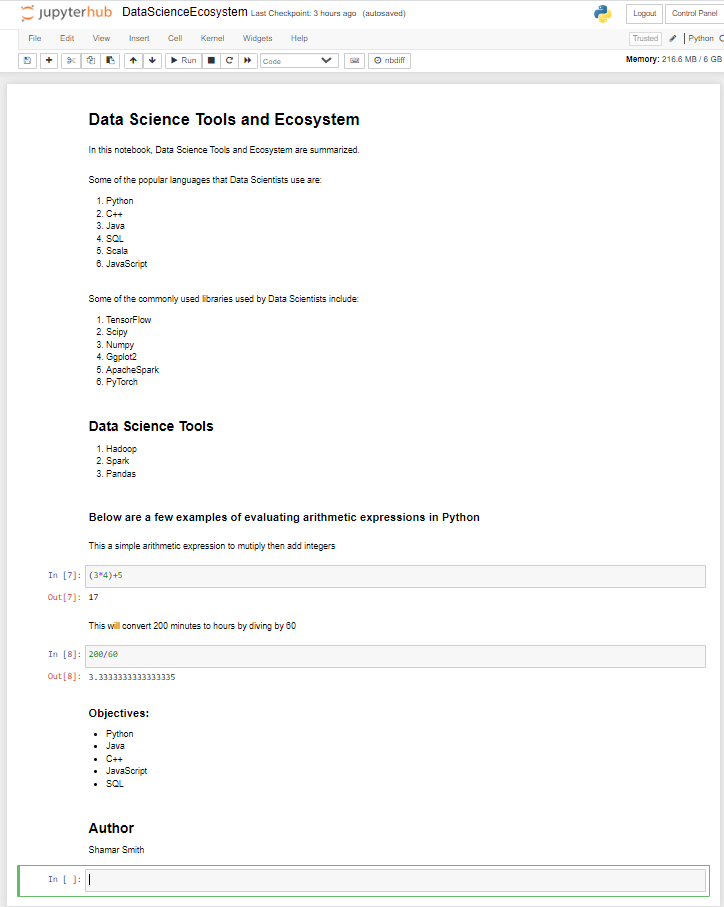 jupyterhub DataScienceEcosystem Last Checkpoint: 3 hours ago (autosaved) Logout Control Panel
File Edit View Insert Cell Kernel Widgets Help Trusted Python
Run Code nbdiff Memory: 216.6 MB / 6 GB
Data Science Tools and Ecosystem
In this notebook, Data Science Tools and Ecosystem are summarized.
Some of the popular languages that Data Scientists use are:
1. Python
2. C++
3. Java
4. SQL
5. Scala
6. JavaScript
Some of the commonly used libraries used by Data Scientists include:
1. TensorFlow
2. Scipy
3. Numpy
4. Ggplot2
5. ApacheSpark
6. PyTorch
Data Science Tools
1. Hadoop
2. Spark
3. Pandas
Below are a few examples of evaluating arithmetic expressions in Python
This a simple arithmetic expression to mutiply then add integers
In [7]: (3*4)+5
Out[7]: 17
This will convert 200 minutes to hours by diving by 60
In [8]: 200/60
Out[8]: 3.3333333333333335
Objectives:
• Python
• Java
• C++
• JavaScript
• SQL
Author
Shamar Smith
In [ ]: